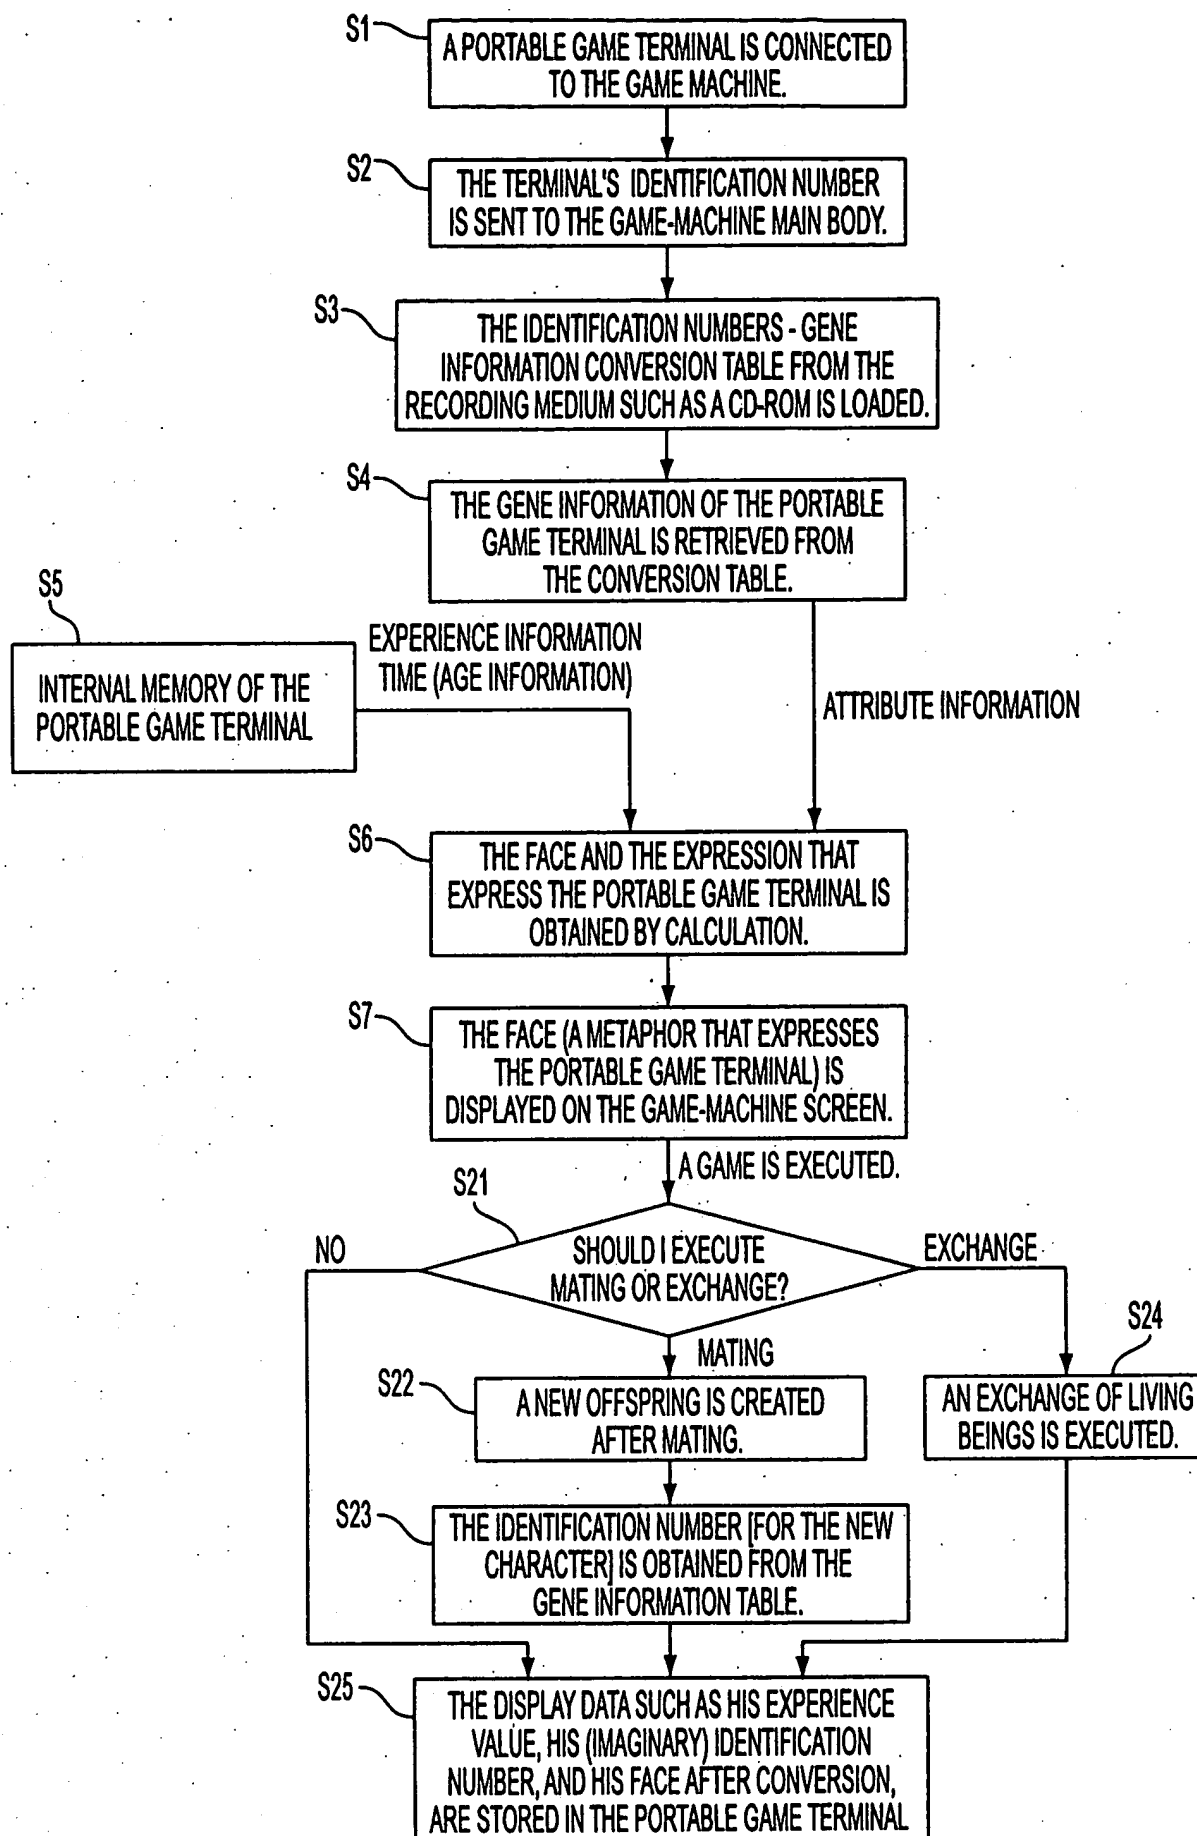 S1
A PORTABLE GAME TERMINAL IS CONNECTED
TO THE GAME MACHINE.
S2
THE TERMINAL'S IDENTIFICATION NUMBER
IS SENT TO THE GAME-MACHINE MAIN BODY.
S3
THE IDENTIFICATION NUMBERS - GENE
INFORMATION CONVERSION TABLE FROM THE
RECORDING MEDIUM SUCH AS A CD-ROM IS LOADED.
S4
THE GENE INFORMATION OF THE PORTABLE
GAME TERMINAL IS RETRIEVED FROM
THE CONVERSION TABLE.
S5
INTERNAL MEMORY OF THE
PORTABLE GAME TERMINAL
EXPERIENCE INFORMATION
TIME (AGE INFORMATION)
ATTRIBUTE INFORMATION
S6
THE FACE AND THE EXPRESSION THAT
EXPRESS THE PORTABLE GAME TERMINAL IS
OBTAINED BY CALCULATION.
S7
THE FACE (A METAPHOR THAT EXPRESSES
THE PORTABLE GAME TERMINAL) IS
DISPLAYED ON THE GAME-MACHINE SCREEN.
A GAME IS EXECUTED.
S21
SHOULD I EXECUTE
MATING OR EXCHANGE?
NO
EXCHANGE
MATING
S22
A NEW OFFSPRING IS CREATED
AFTER MATING.
S24
AN EXCHANGE OF LIVING
BEINGS IS EXECUTED.
S23
THE IDENTIFICATION NUMBER [FOR THE NEW
CHARACTER] IS OBTAINED FROM THE
GENE INFORMATION TABLE.
S25
THE DISPLAY DATA SUCH AS HIS EXPERIENCE
VALUE, HIS (IMAGINARY) IDENTIFICATION
NUMBER, AND HIS FACE AFTER CONVERSION,
ARE STORED IN THE PORTABLE GAME TERMINAL